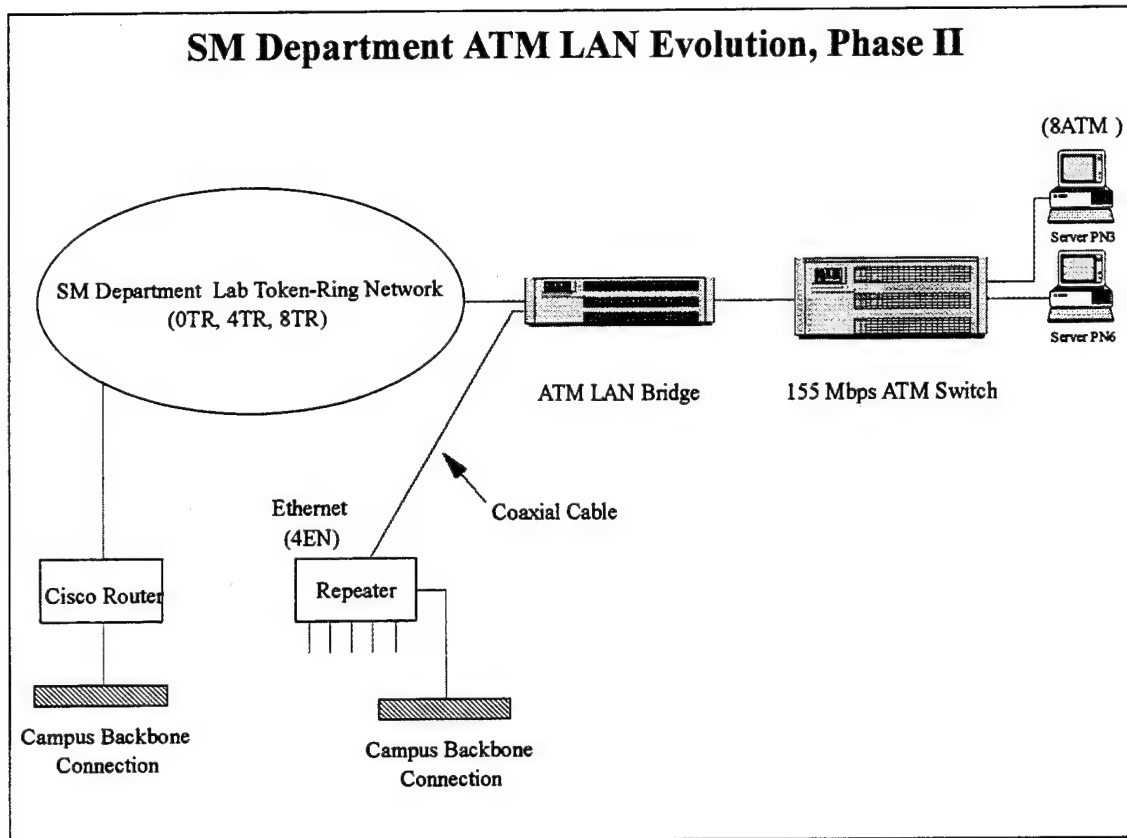 SM Department ATM LAN Evolution, Phase II
(8ATM )
Server PN3
SM Department Lab Token-Ring Network
(0TR, 4TR, 8TR)
Server PN6
ATM LAN Bridge
155 Mbps ATM Switch
Ethernet
(4EN)
Coaxial Cable
Cisco Router
Repeater
Campus Backbone
Connection
Campus Backbone
Connection